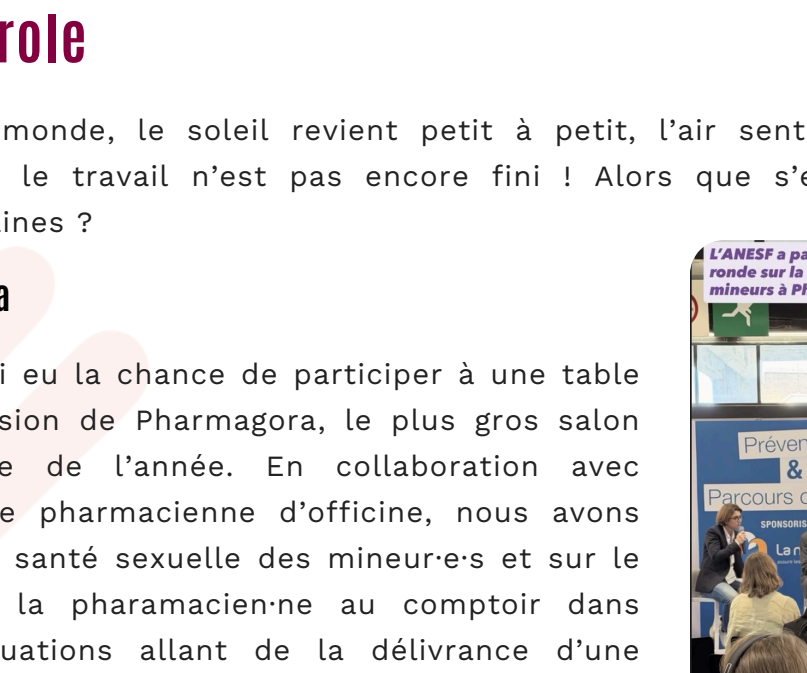 role
monde, le soleil revient petit à petit, l’air sent
le travail n’est pas encore fini ! Alors que s’e
ines ?
a
i eu la chance de participer à une table
sion de Pharmagora, le plus gros salon
e de l’année. En collaboration avec
e pharmacienne d’officine, nous avons
santé sexuelle des mineur·e·s et sur le
la pharamacien·ne au comptoir dans
uations allant de la délivrance d’une
L’ANESF a pa
ronde sur la
mineurs à Ph
Préven
&
Parcours d
SPONSORIS
La m